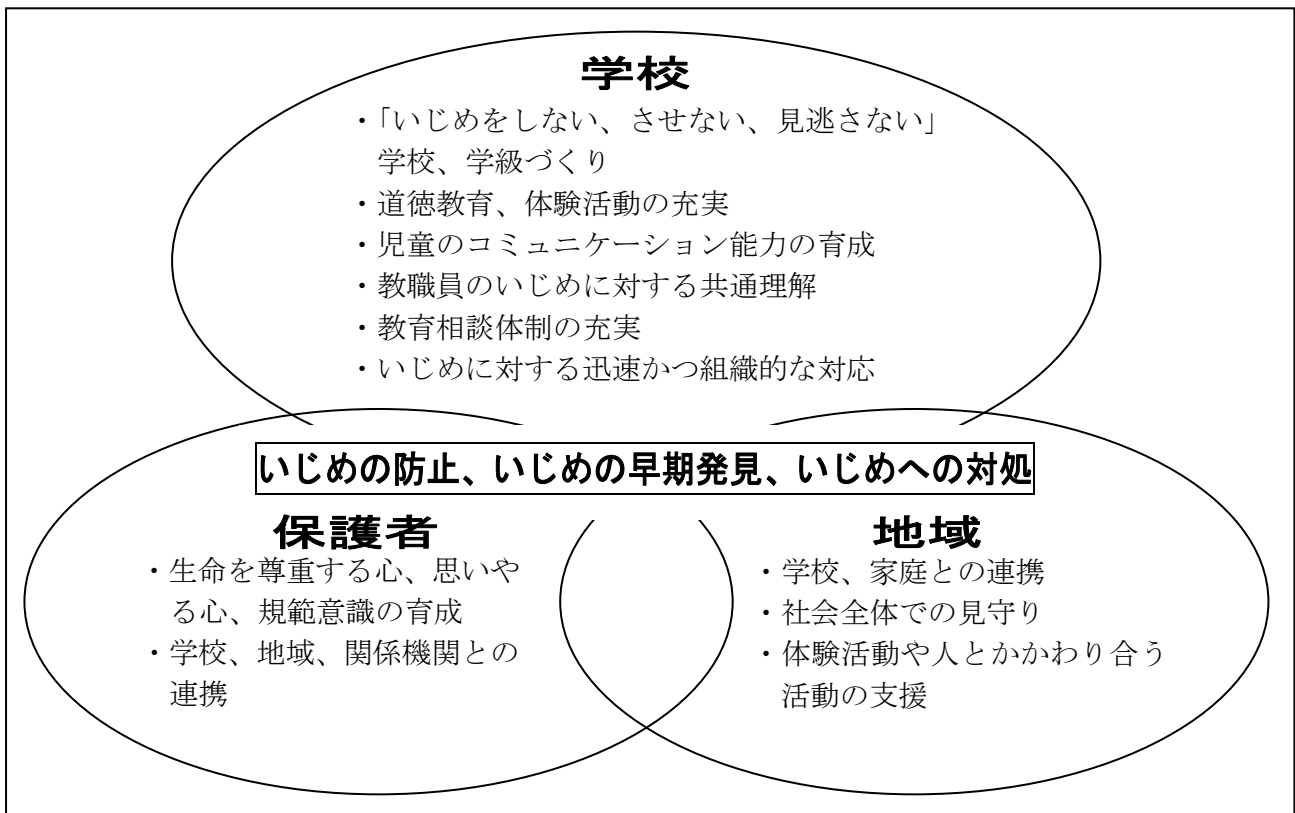 学校
・「いじめをしない、させない、見逃さない」
学校、学級づくり
・道徳教育、体験活動の充実
・児童のコミュニケーション能力の育成
・教職員のいじめに対する共通理解
・教育相談体制の充実
・いじめに対する迅速かつ組織的な対応
いじめの防止、いじめの早期発見、いじめへの対処
保護者
・生命を尊重する心、思いや
る心、規範意識の育成
・学校、地域、関係機関との
連携
地域
・学校、家庭との連携
・社会全体での見守り
・体験活動や人とかかわり合う
活動の支援